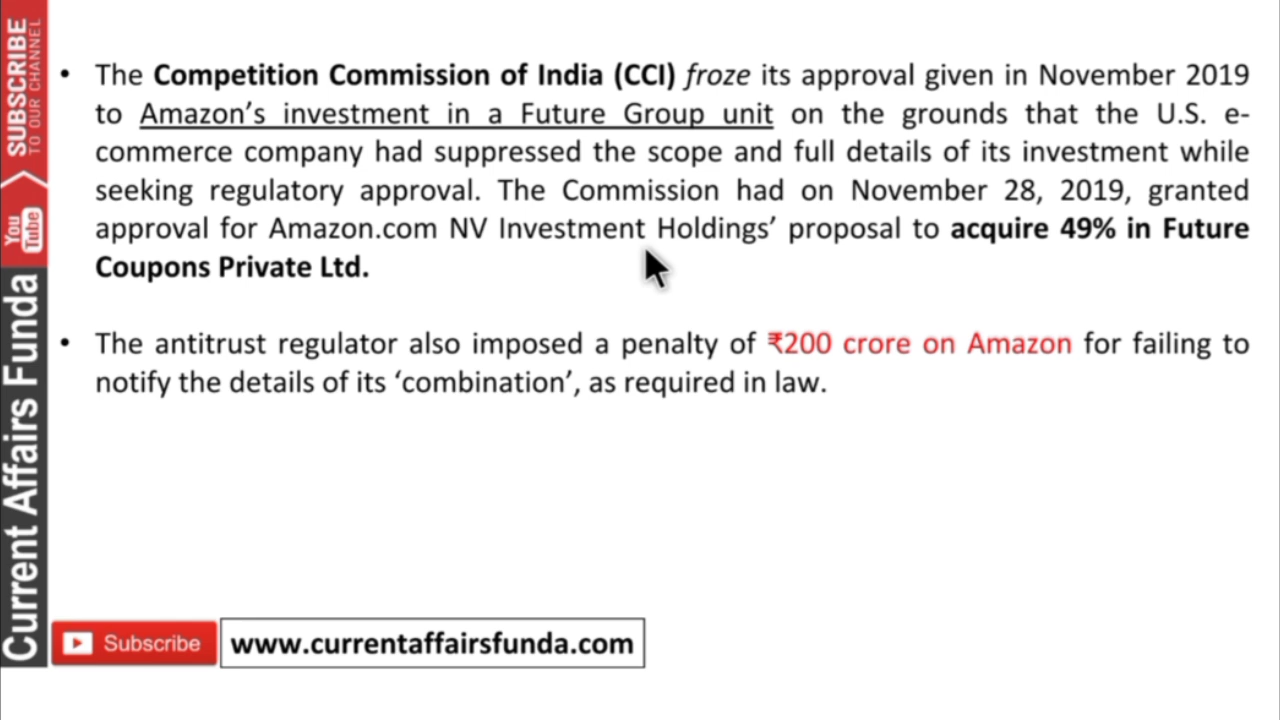 • The Competition Commission of India (CCI) froze its approval given in November 2019
to Amazon’s investment in a Future Group unit on the grounds that the U.S. e-
commerce company had suppressed the scope and full details of its investment while
seeking regulatory approval. The Commission had on November 28, 2019, granted
approval for Amazon.com NV Investment Holdings’ proposal to acquire 49% in Future
Coupons Private Ltd.
• The antitrust regulator also imposed a penalty of ₹200 crore on Amazon for failing to
notify the details of its ‘combination’, as required in law.
SUBSCRIBE
TO OUR CHANNEL
You
Tube
Current Affairs Funda
Subscribe
www.currentaffairsfunda.com